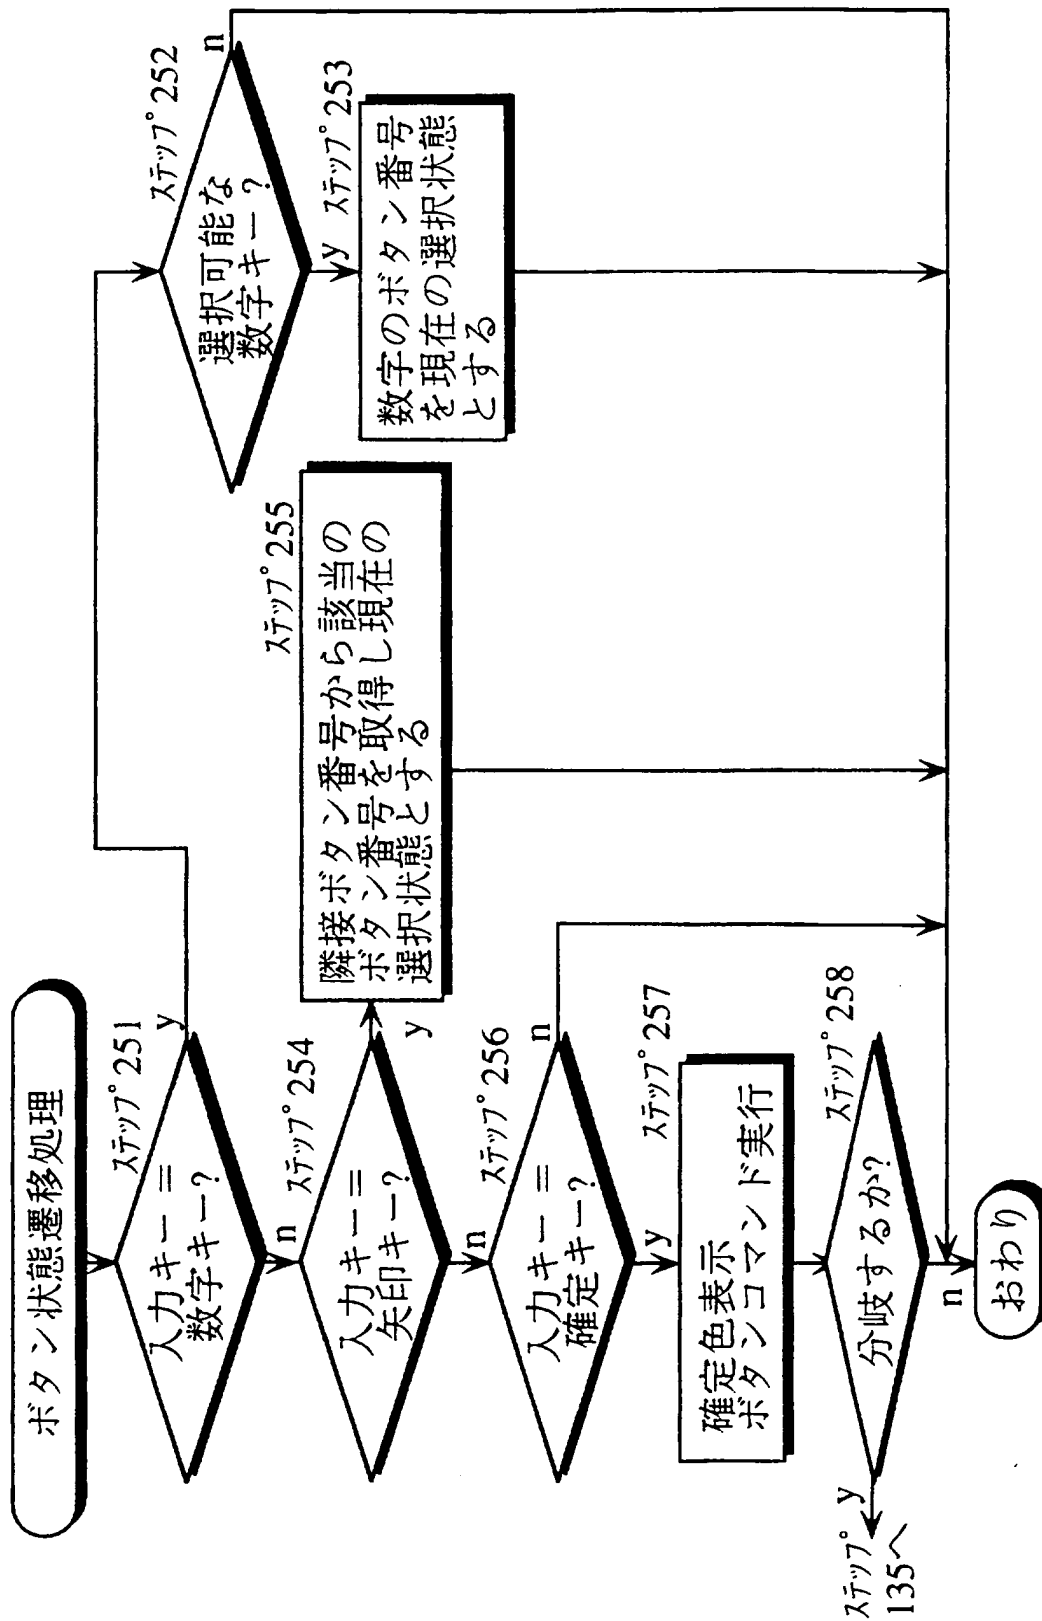 ボタン状態遷移処理
ステップ251
入力キー=
数字キー?
y
n
ステップ252
選択可能な
数字キー?
n
y
ステップ253
数字のボタン番号
を現在の選択状態
とする
ステップ254
入力キー=
矢印キー?
y
n
ステップ255
隣接ボタン番号から該当の
ボタン番号を取得し現在の
選択状態とする
ステップ256
入力キー=
確定キー?
n
y
ステップ257
確定色表示
ボタンコマンド実行
ステップ258
分岐するか?
y
ステップ
135へ
n
おわり